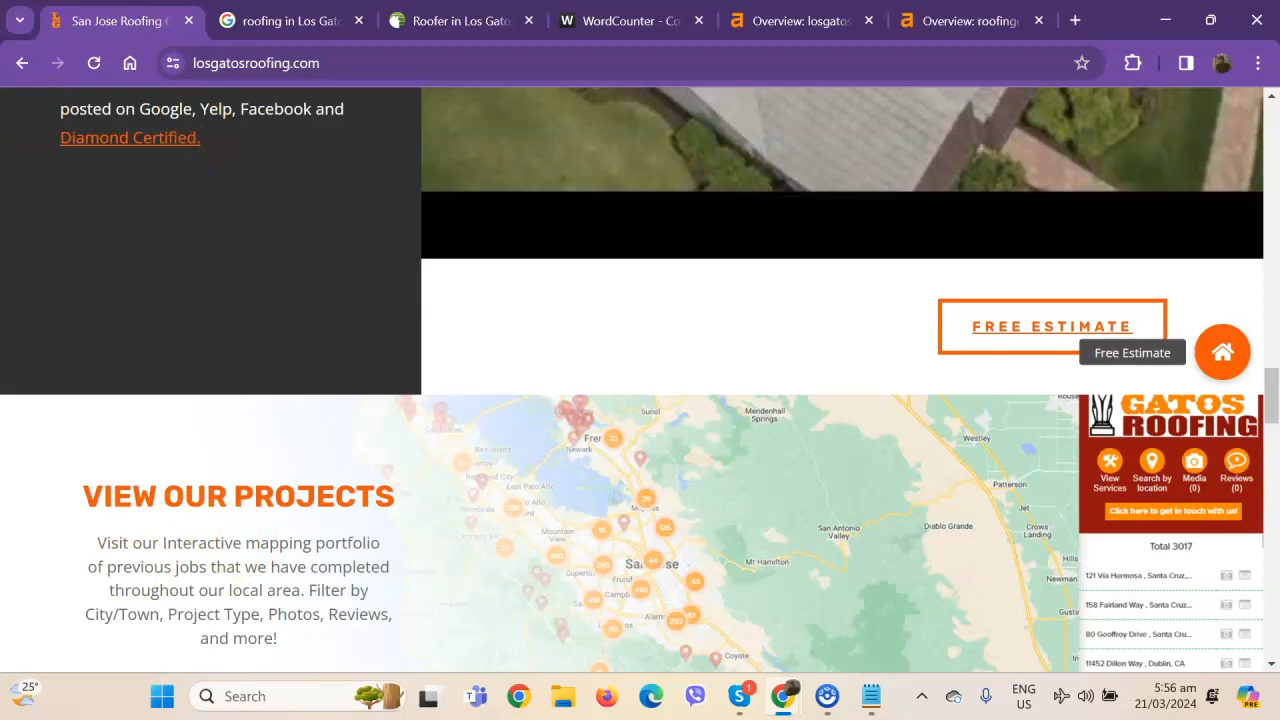 San Jose Roofing C
roofing in Los Gat
Roofer in Los Gato
WordCounter - Co
Overview: losgatos
Overview: roofing
losgatosroofing.com
posted on Google, Yelp, Facebook and
Diamond Certified.
FREE ESTIMATE
Free Estimate
VIEW OUR PROJECTS
Visit our Interactive mapping portfolio
of previous jobs that we have completed
throughout our local area. Filter by
City/Town, Project Type, Photos, Reviews,
and more!
Sunol
Mendenhall
Springs
Newark
East Palo Alto
Westley
Patterson
Diablo Grande
Crows
Landing
San Antonio
Valley
Mt Hamilton
Newman
Coyote
GATOS
ROOFING
View
Services
Search by
location
Media
(0)
Reviews
(0)
Click here to get in touch with us!
Total 3017
121 Via Hermosa , Santa Cruz,...
158 Fairland Way , Santa Cruz...
80 Geoffroy Drive , Santa Cru...
11452 Dillon Way , Dublin, CA
25°
Search
1
ENG
US
5:56 am
21/03/2024
PRE